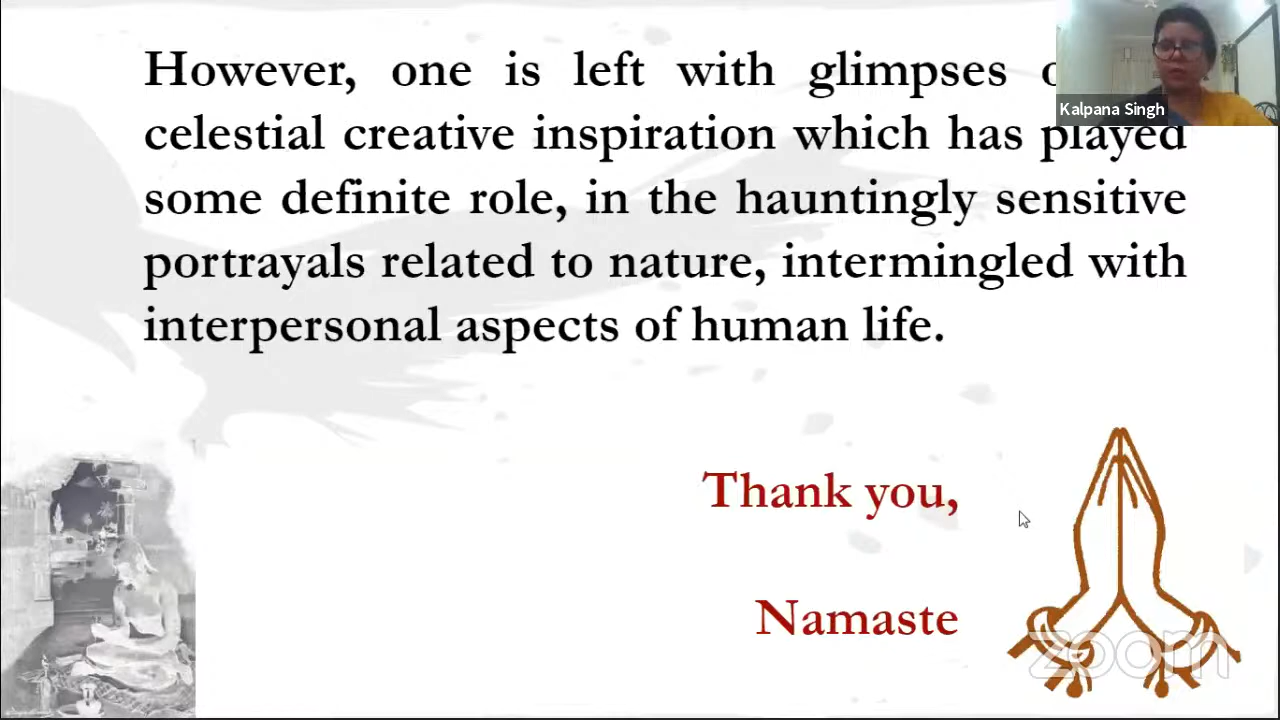 However, one is left with glimpses
celestial creative inspiration which has played
some definite role, in the hauntingly sensitive
portrayals related to nature, intermingled with
interpersonal aspects of human life.
Kalpana Singh
Thank you,
Namaste
zoom